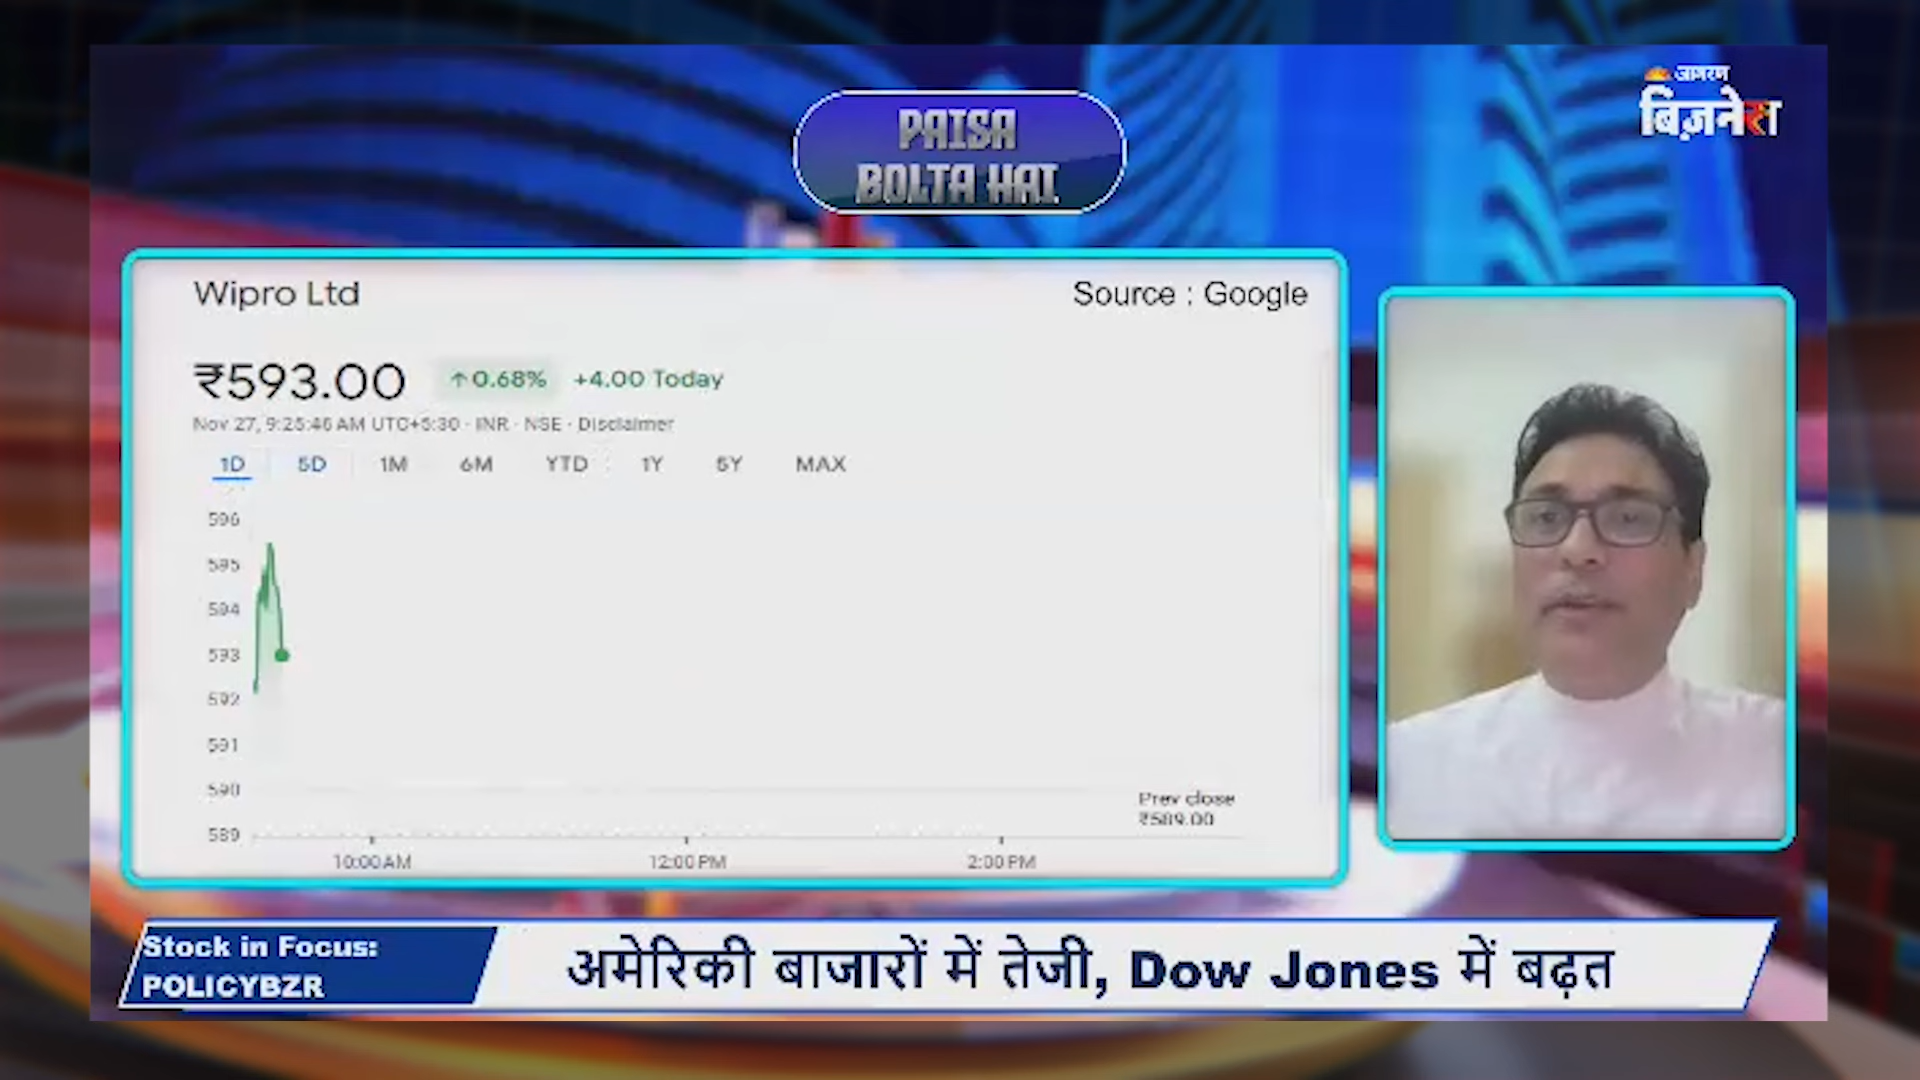 जागरण
बिज़नेस
PAISA
BOLTA HAI
Wipro Ltd
Source : Google
₹593.00 ↑0.68% +4.00 Today
Nov 27, 9:25:46 AM UTC+5:30 · INR · NSE · Disclaimer
1D 5D 1M 6M YTD 1Y 5Y MAX
596
595
594
593
592
591
590
589
Prev close
₹589.00
10:00 AM 12:00 PM 2:00 PM
Stock in Focus:
POLICYBZR
अमेरिकी बाजारों में तेजी, Dow Jones में बढ़त